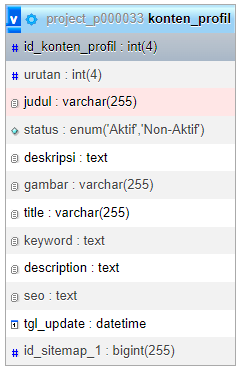 v project_p000033 konten_profil
# id_konten_profil : int(4)
# urutan : int(4)
judul : varchar(255)
status : enum('Aktif','Non-Aktif')
deskripsi : text
gambar : varchar(255)
title : varchar(255)
keyword : text
description : text
seo : text
tgl_update : datetime
# id_sitemap_1 : bigint(255)